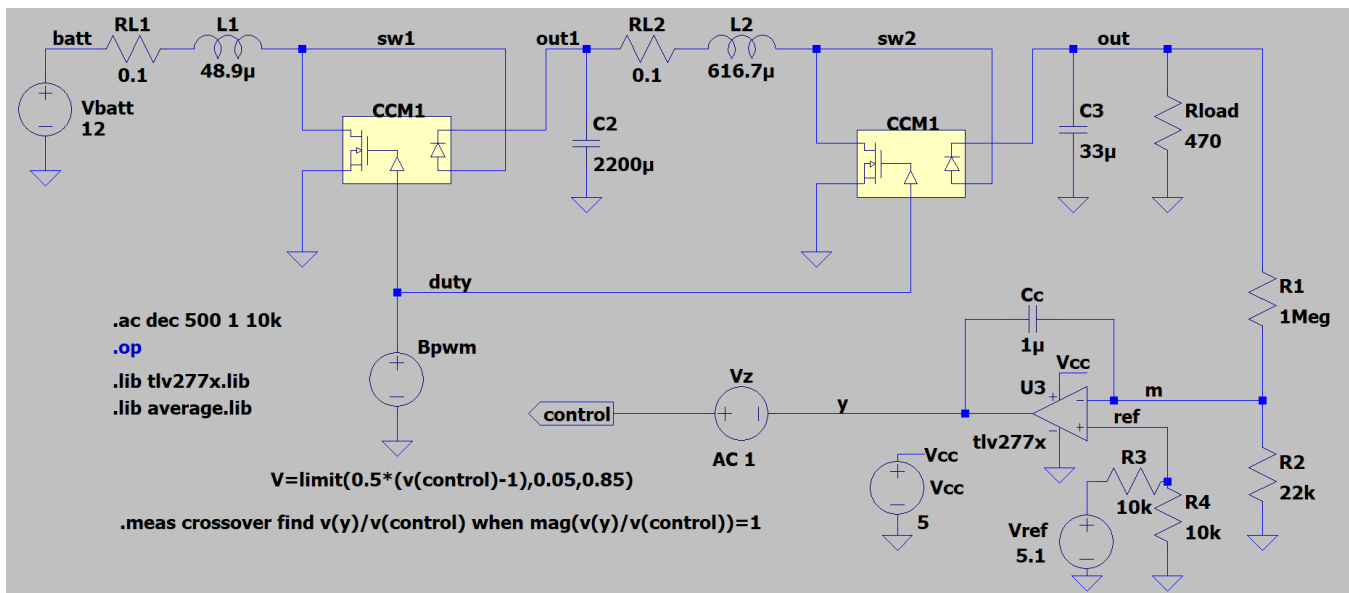 batt
RL1
0.1
L1
48.9µ
sw1
out1
RL2
0.1
L2
616.7µ
sw2
out
Vbatt
12
CCM1
C2
2200µ
CCM1
C3
33µ
Rload
470
duty
R1
1Meg
.ac dec 500 1 10k
.op
.lib tlv277x.lib
.lib average.lib
Bpwm
V=limit(0.5*(v(control)-1),0.05,0.85)
.meas crossover find v(y)/v(control) when mag(v(y)/v(control))=1
control
Vz
AC 1
y
Cc
1µ
Vcc
U3
m
ref
tlv277x
Vcc
Vcc
5
R3
10k
R4
10k
Vref
5.1
R2
22k